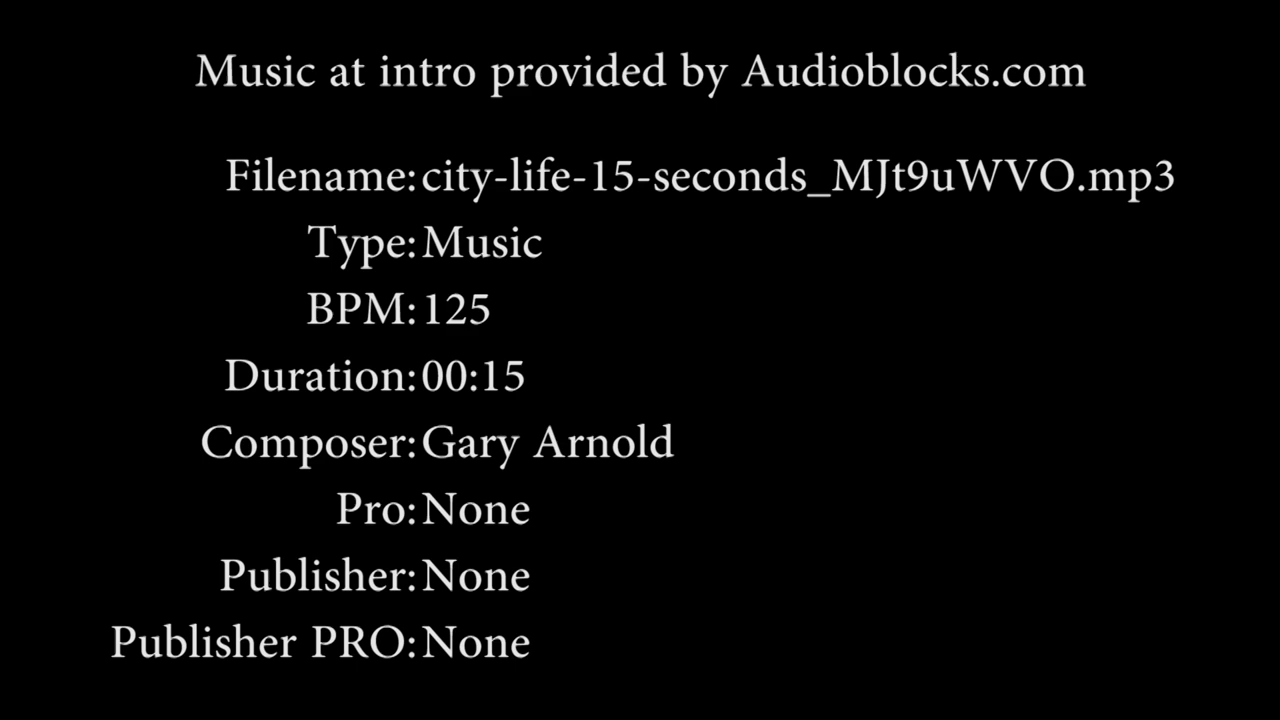 Music at intro provided by Audioblocks.com
Filename: city-life-15-seconds_MJt9uWVO.mp3
Type: Music
BPM: 125
Duration: 00:15
Composer: Gary Arnold
Pro: None
Publisher: None
Publisher PRO: None